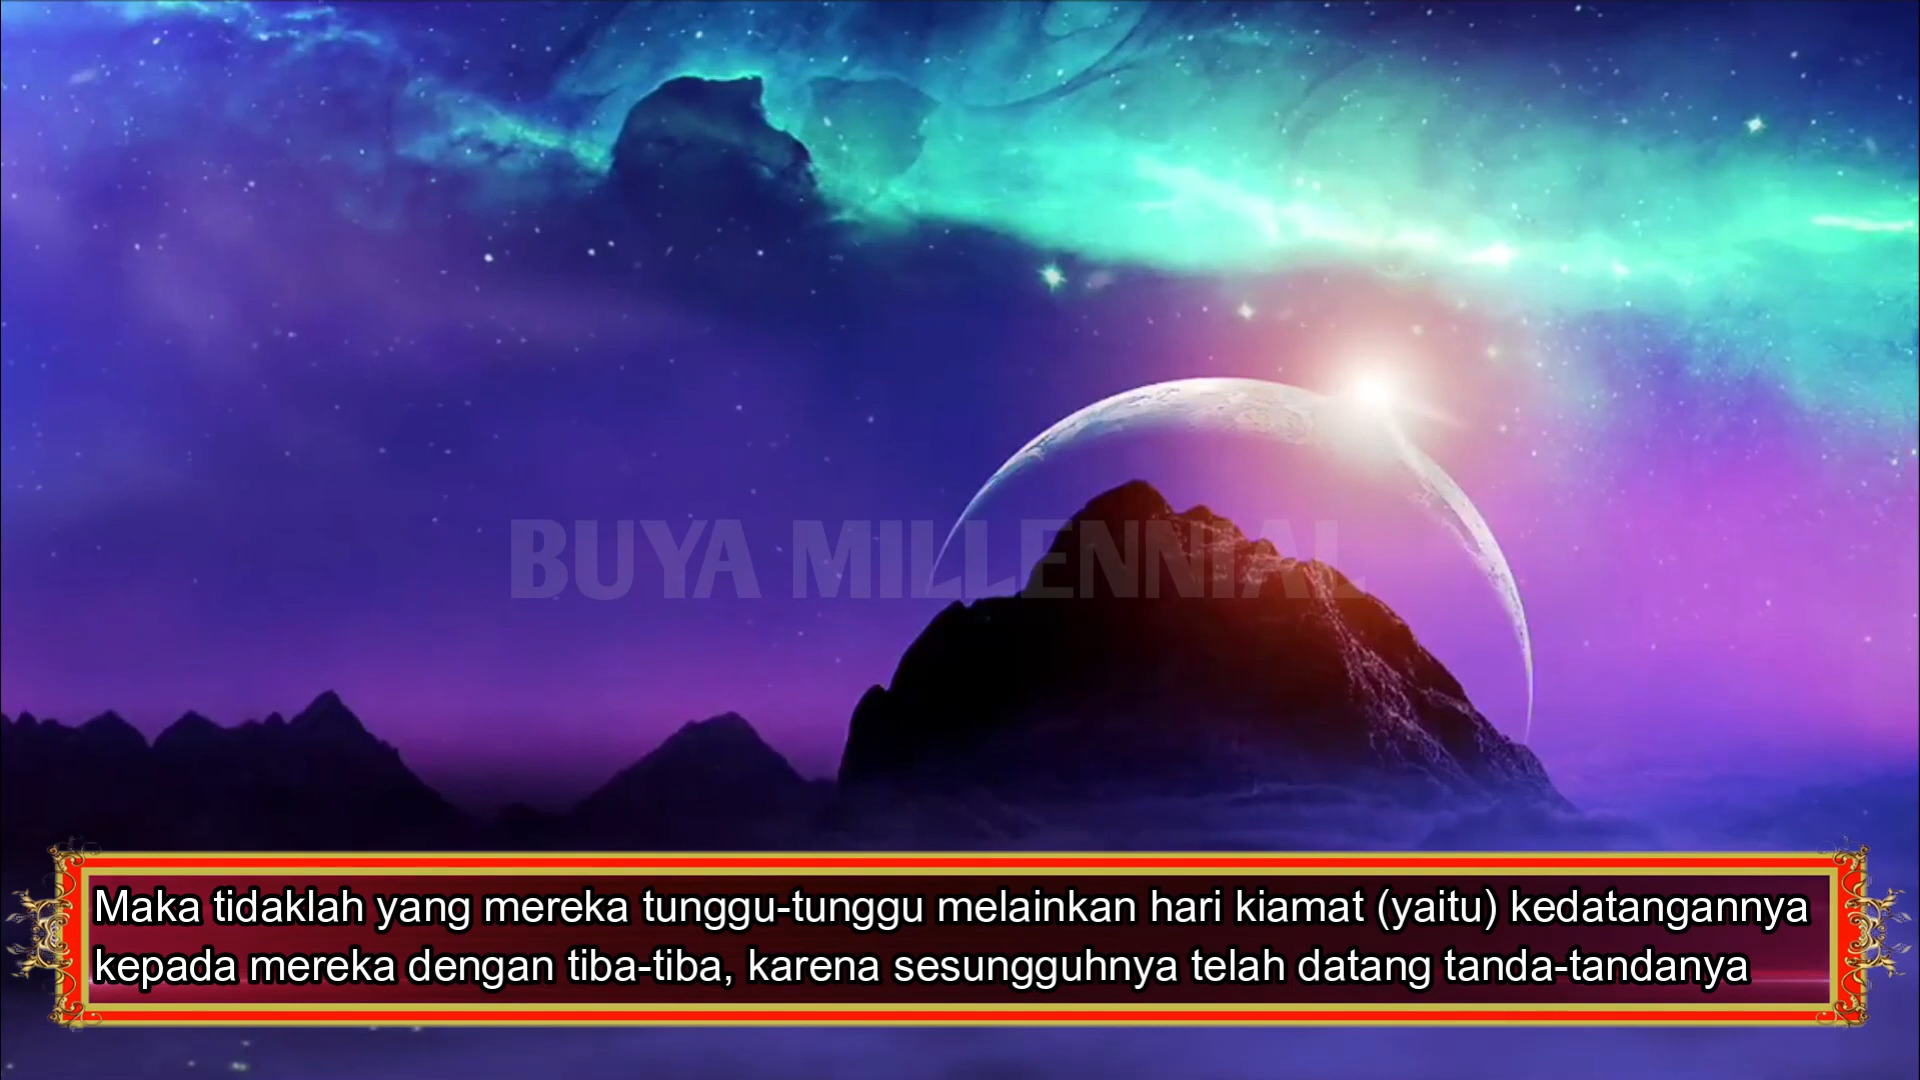 BUYA MILLENNIAL
Maka tidaklah yang mereka tunggu-tunggu melainkan hari kiamat (yaitu) kedatangannya
kepada mereka dengan tiba-tiba, karena sesungguhnya telah datang tanda-tandanya